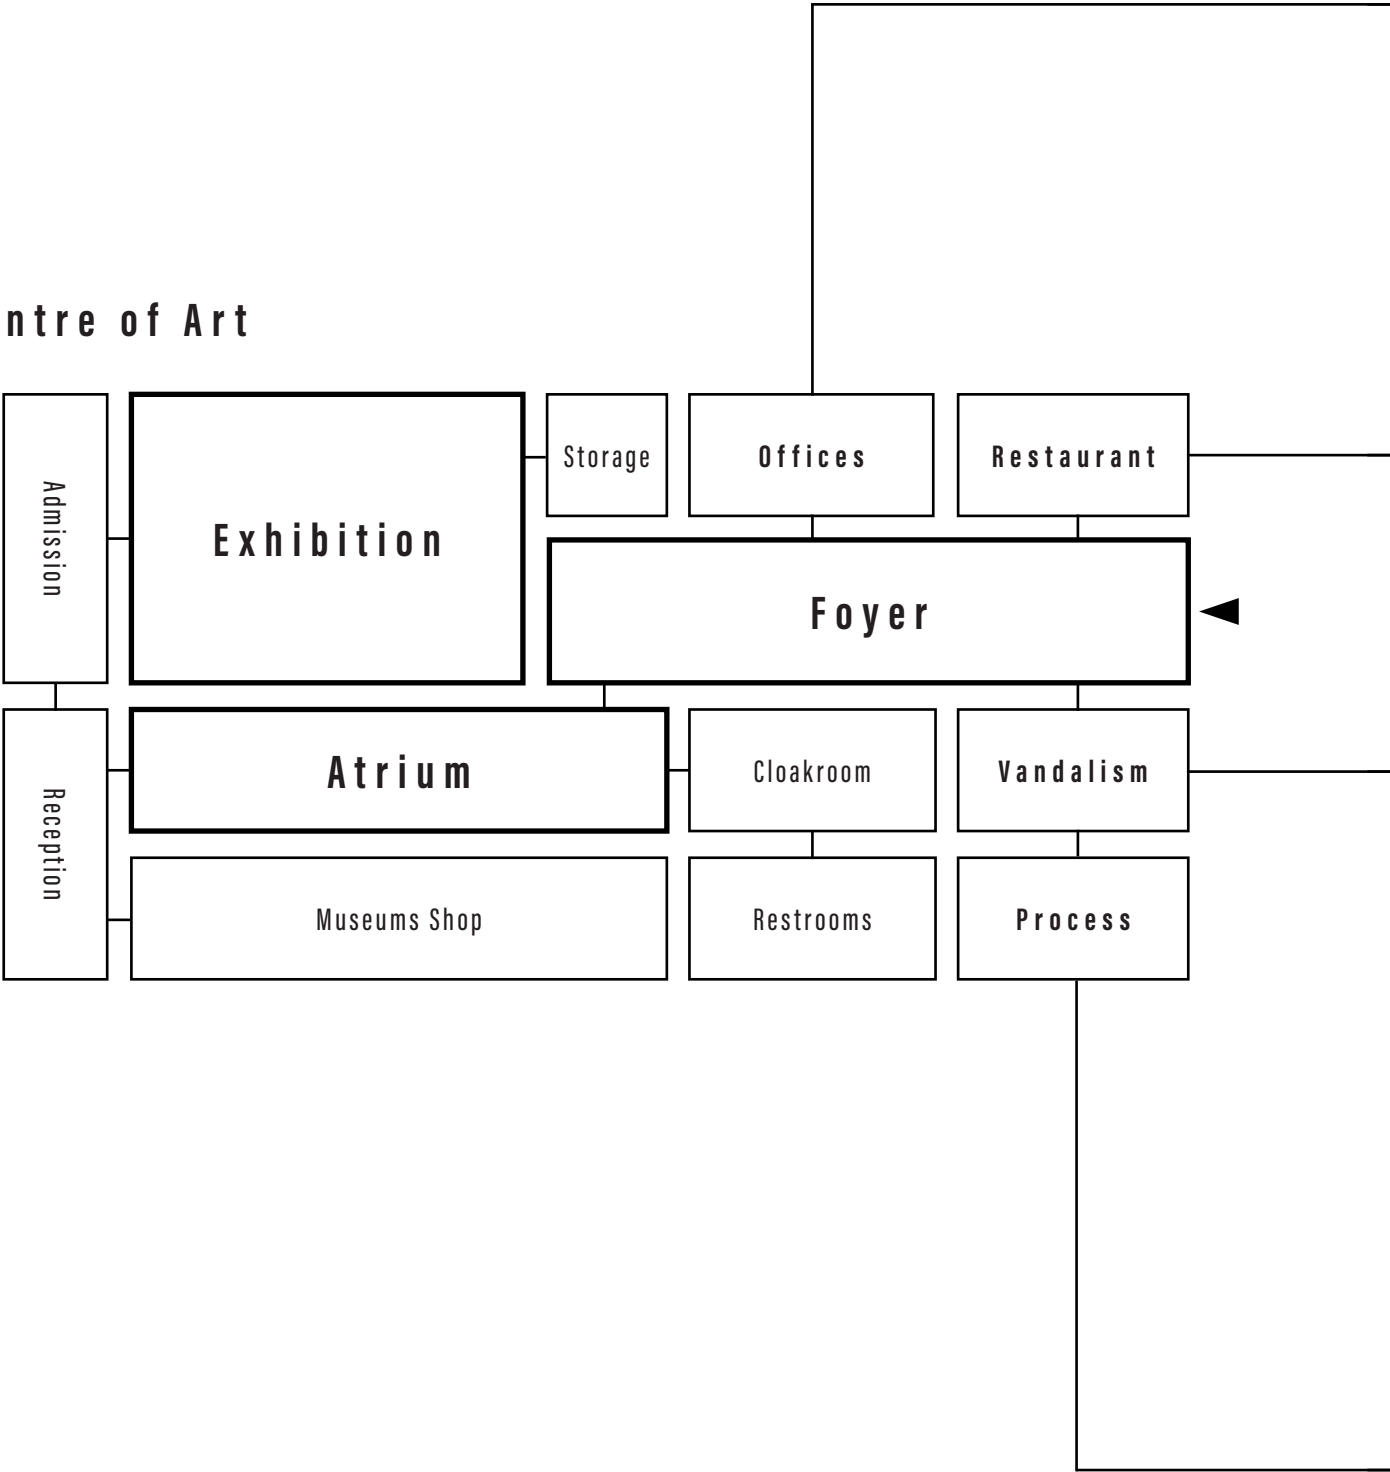 ntre of Art
Admission
Exhibition
Storage
Offices
Restaurant
Foyer
Reception
Atrium
Cloakroom
Vandalism
Museums Shop
Restrooms
Process